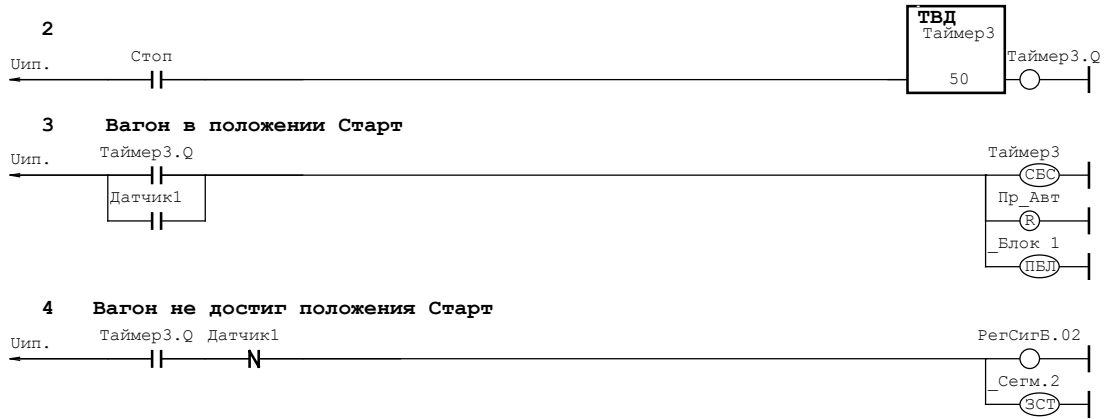 ТВД
2
Таймер3
Uип.
Стоп
Таймер3.Q
50
3 Вагон в положении Старт
Uип.
Таймер3.Q
Таймер3
СБС
Датчик1
Пр_Авт
R
_Блок 1
ПБЛ
4 Вагон не достиг положения Старт
Uип.
Таймер3.Q
Датчик1
РегСигБ.02
_Сегм.2
ЗСТ